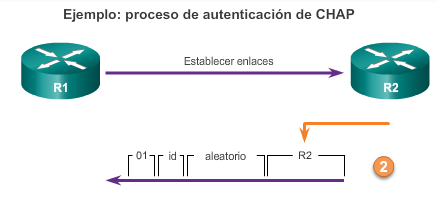 Ejemplo: proceso de autenticación de CHAP
Establecer enlaces
R1
R2
01 id aleatorio R2
2